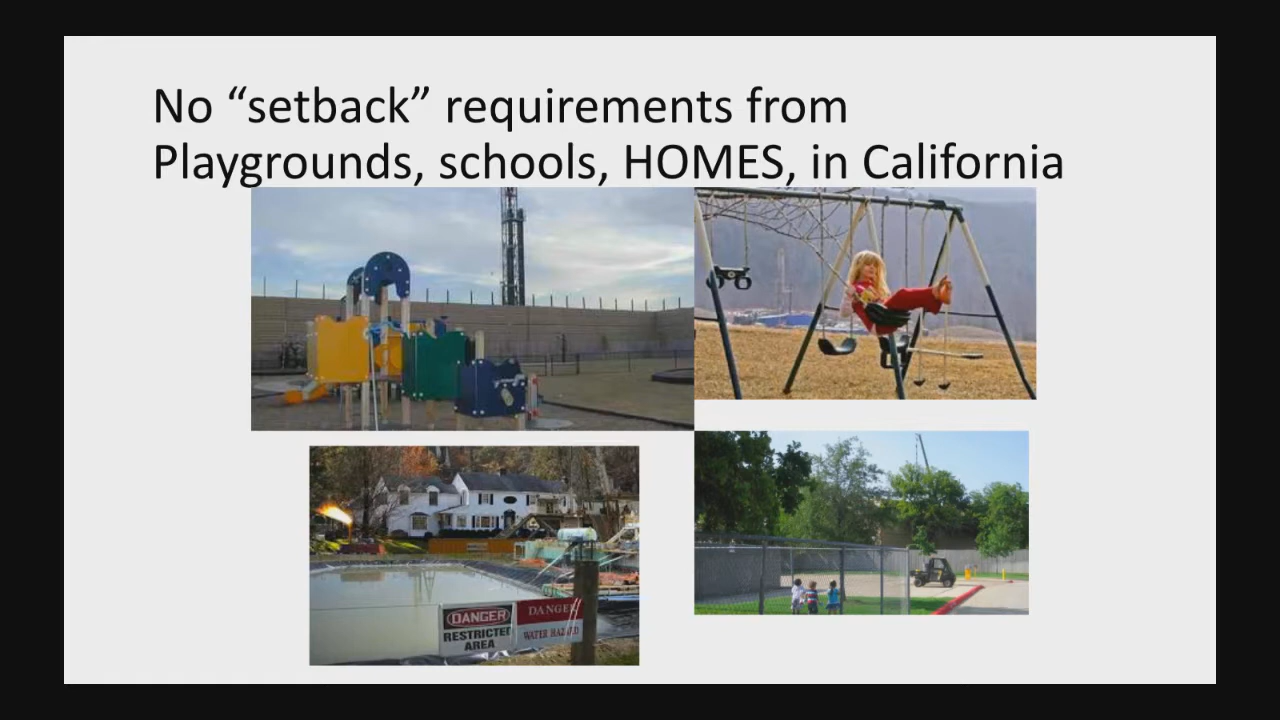 No “setback” requirements from
Playgrounds, schools, HOMES, in California
DANGER
RESTRICTED
AREA
DANGER
WATER HAZARD